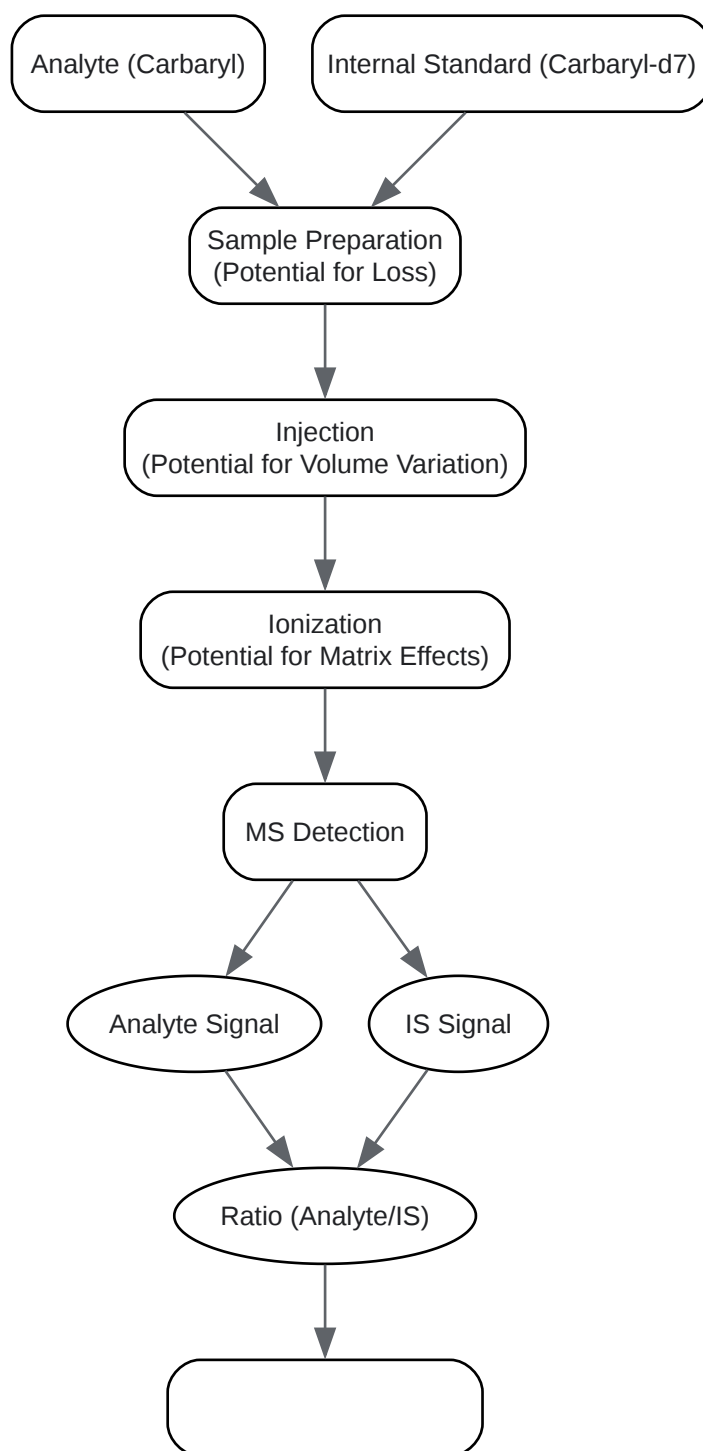 Analyte (Carbaryl)
Internal Standard (Carbaryl-d7)
Sample Preparation
(Potential for Loss)
Injection
(Potential for Volume Variation)
Ionization
(Potential for Matrix Effects)
MS Detection
Analyte Signal
IS Signal
Ratio (Analyte/IS)